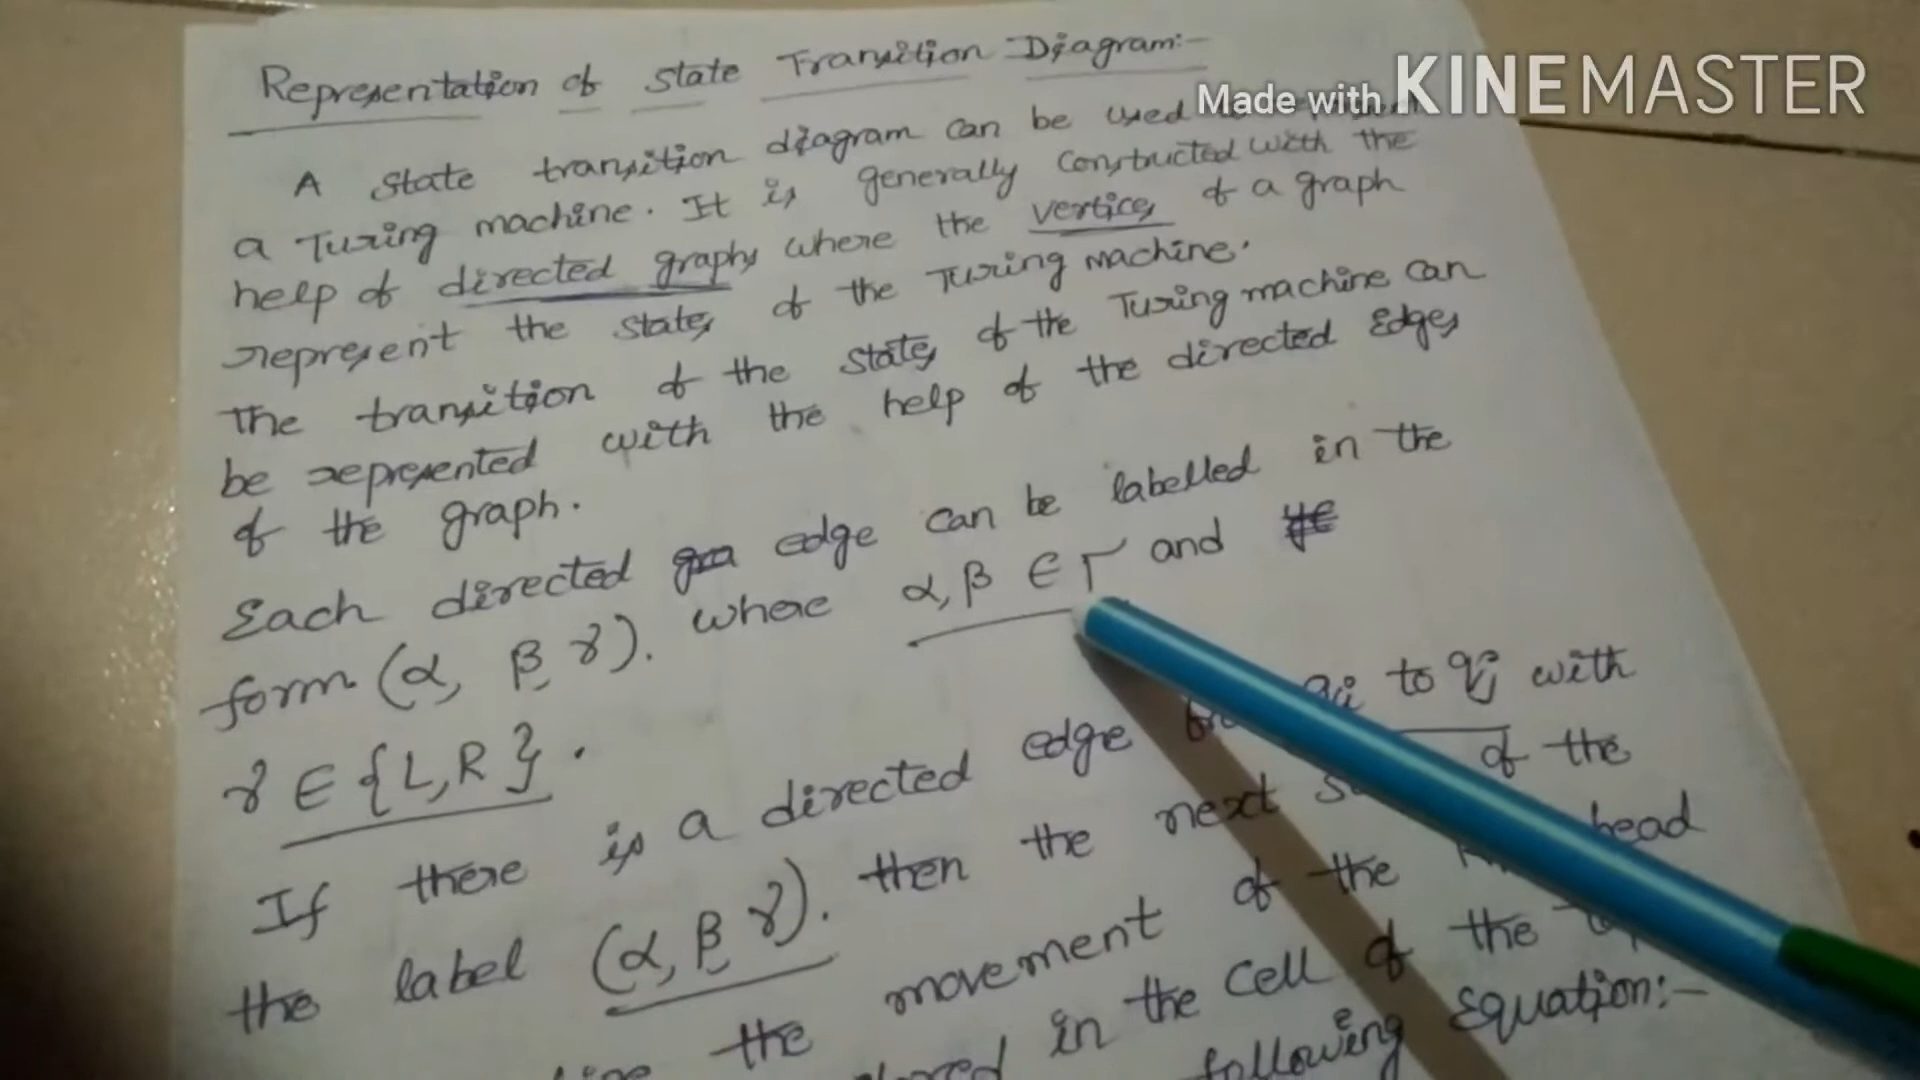 Representation of State Transition Diagram:-
Made with KINEMASTER
A state transition diagram can be used
a Turing machine. It is generally constructed with the
help of directed graphs where the vertices of a graph
represent the states of the Turing machine.
The transition of the states of the Turing machine can
be represented with the help of the directed Edges
of the graph.
Each directed edge can be labelled in the
form (α, β, γ). where α, β ∈ Γ and
γ ∈ {L, R}.
If there is a directed edge qi to qj with
the label (α, β, γ). then the next of the
the movement of the head
in the cell of the
following Equation:-